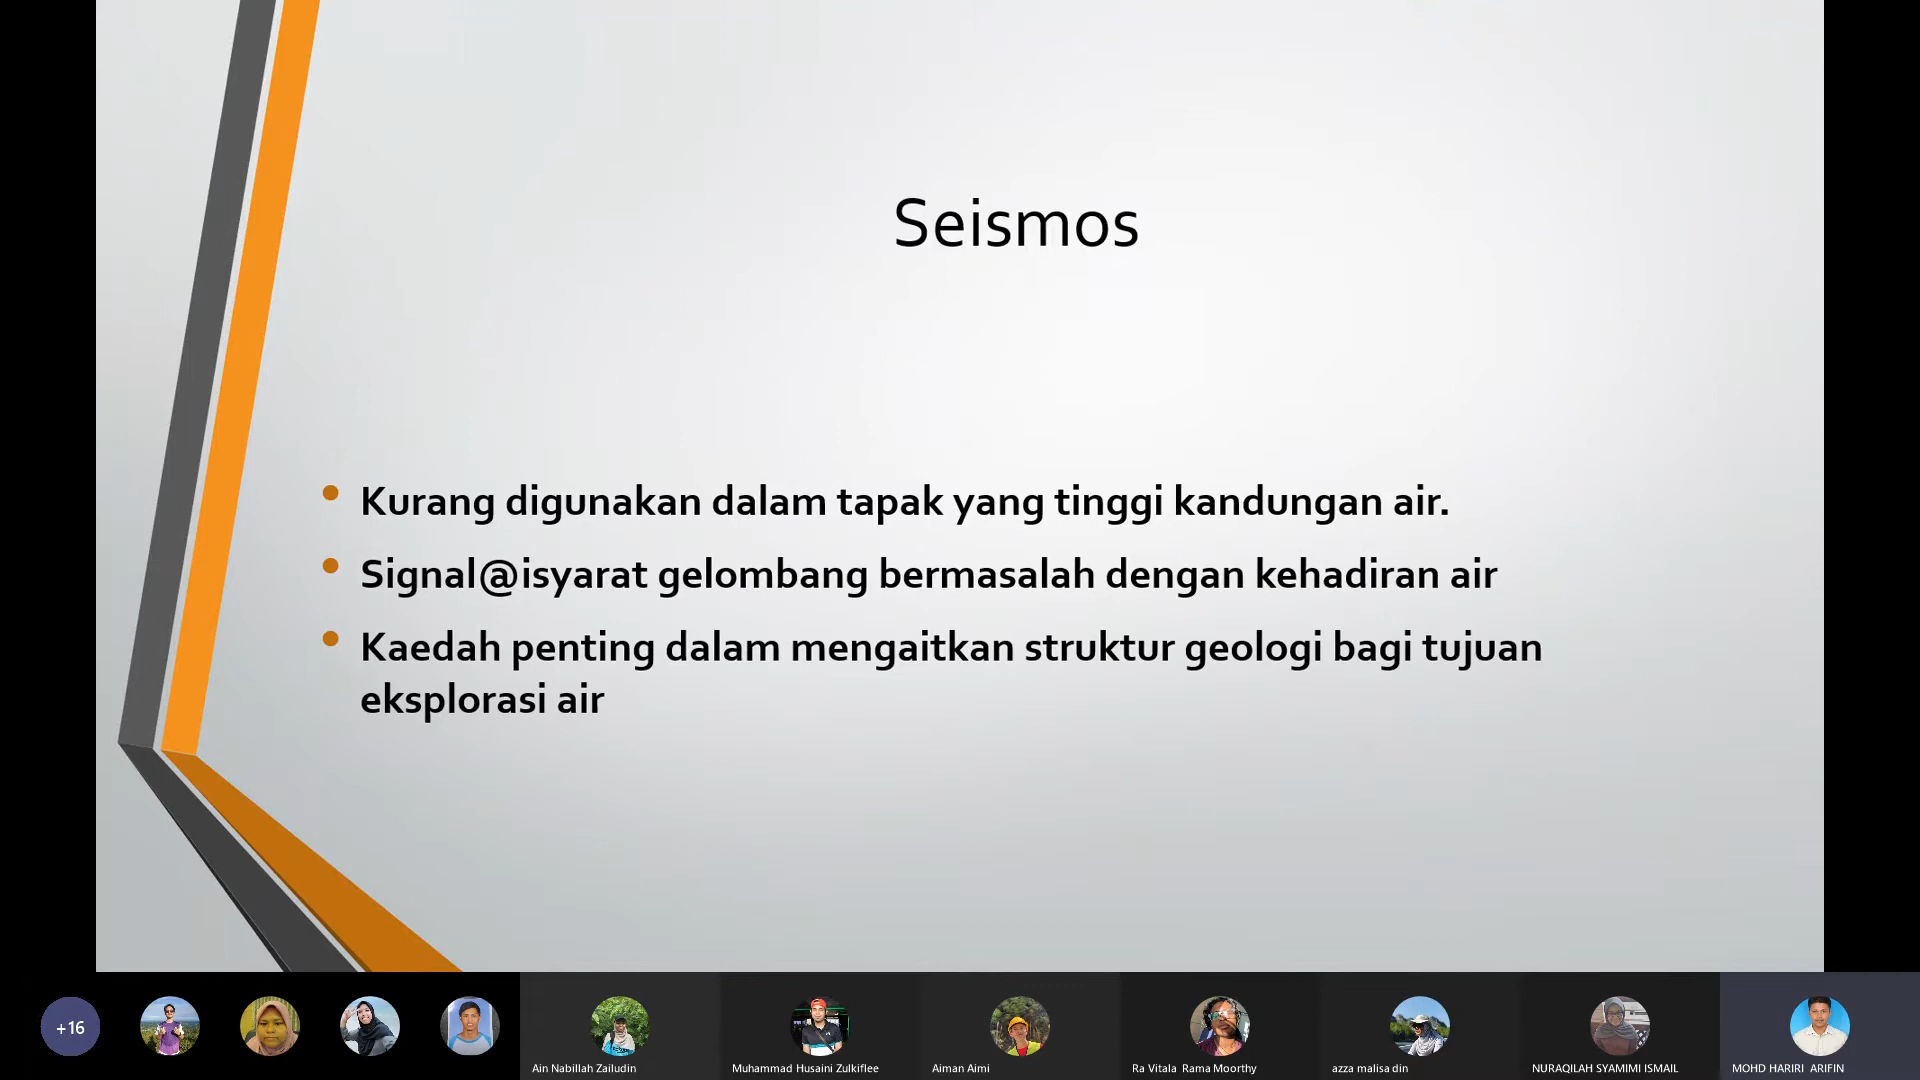 Seismos
Kurang digunakan dalam tapak yang tinggi kandungan air.
Signal@isyarat gelombang bermasalah dengan kehadiran air
Kaedah penting dalam mengaitkan struktur geologi bagi tujuan
eksplorasi air
+16
Ain Nabillah Zailudin
Muhammad Husaini Zulkiflee
Aiman Aimi
Ra Vitala Rama Moorthy
azza malisa din
NURAQILAH SYAMIMI ISMAIL
MOHD HARIRI ARIFIN